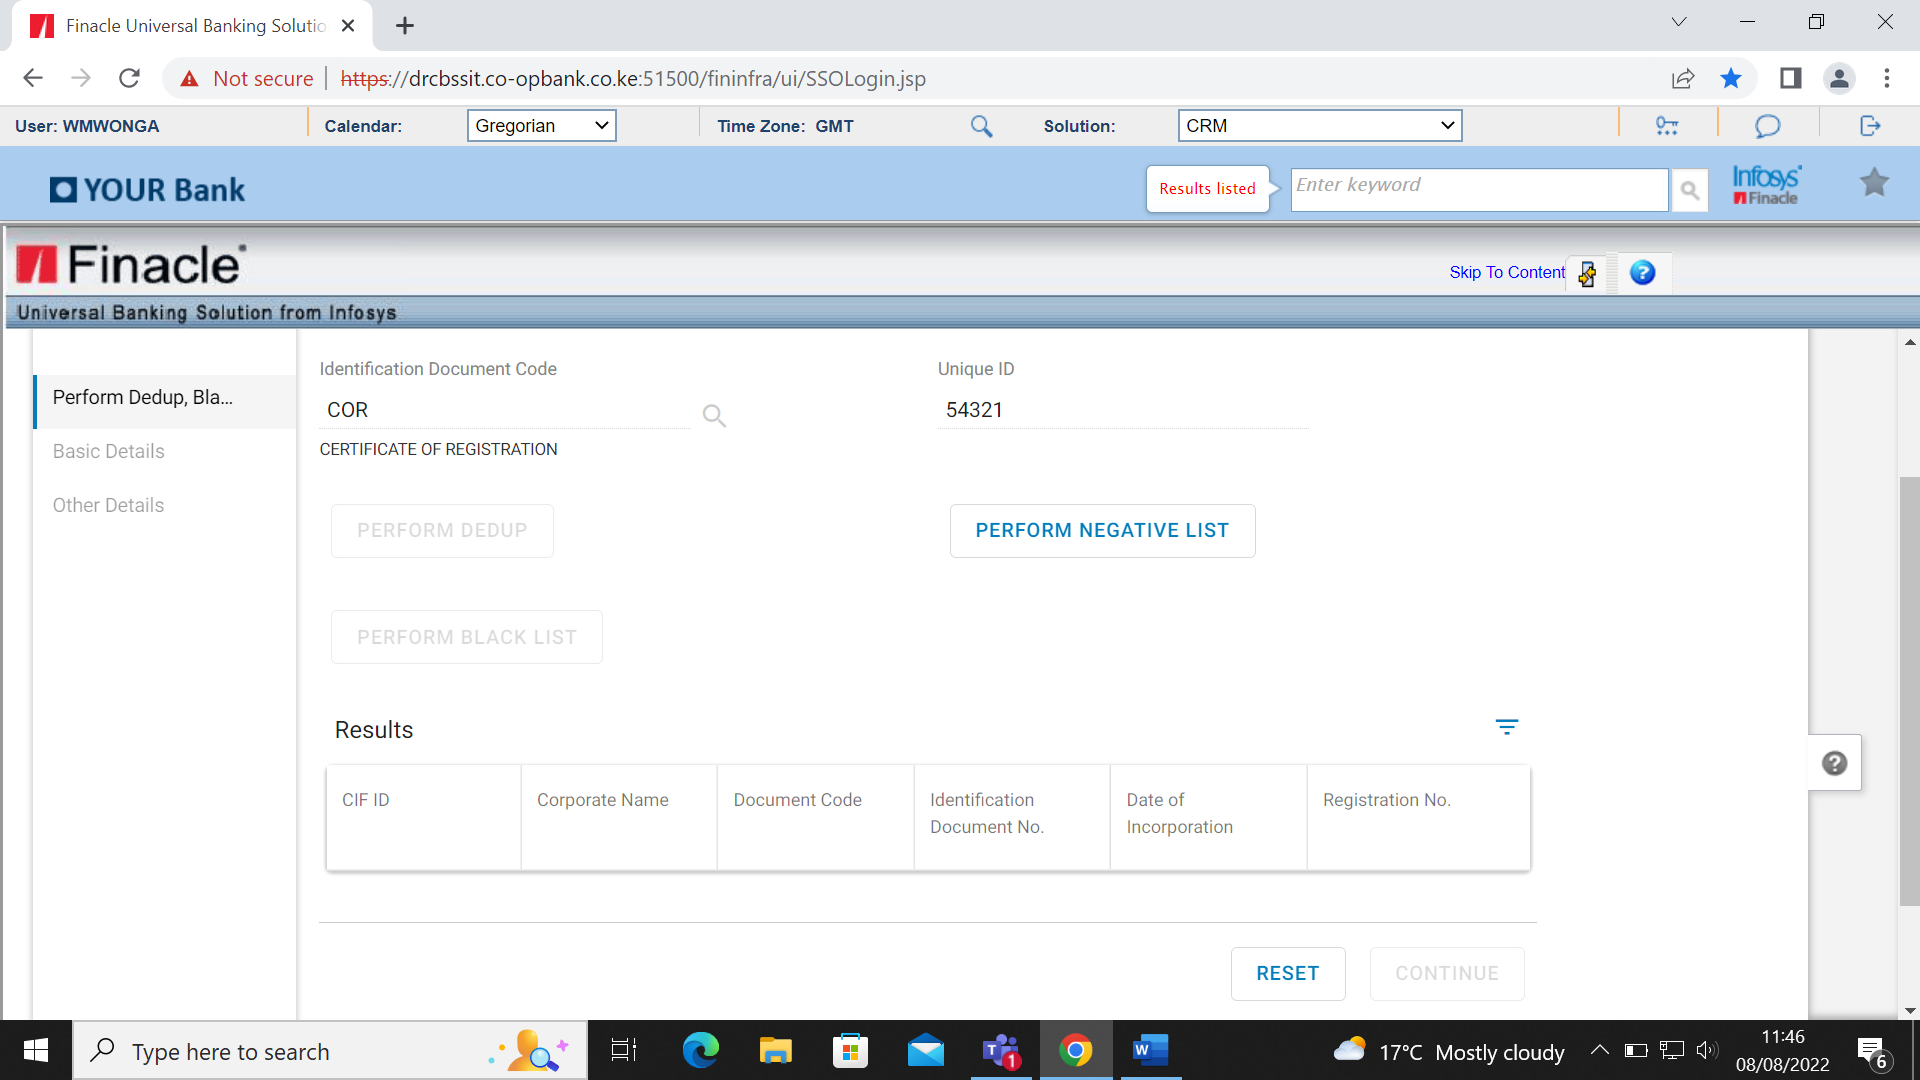 Finacle Universal Banking Solutio
Not secure | https://drcbssit.co-opbank.co.ke:51500/fininfra/ui/SSOLogin.jsp
User: WMWONGA Calendar: Gregorian Time Zone: GMT Solution: CRM
YOUR Bank
Results listed
Enter keyword
Infosys
Finacle
Finacle
Skip To Content
Universal Banking Solution from Infosys
Perform Dedup, Bla...
Basic Details
Other Details
Identification Document Code
COR
CERTIFICATE OF REGISTRATION
Unique ID
54321
PERFORM DEDUP
PERFORM NEGATIVE LIST
PERFORM BLACK LIST
Results
CIF ID
Corporate Name
Document Code
Identification
Document No.
Date of
Incorporation
Registration No.
RESET
CONTINUE
Type here to search
1
17°C Mostly cloudy
11:46
08/08/2022
6